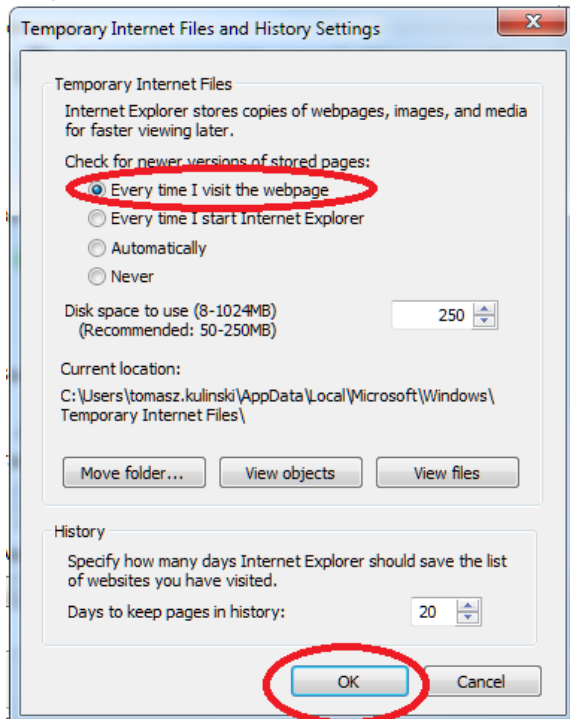 Temporary Internet Files and History Settings
Temporary Internet Files
Internet Explorer stores copies of webpages, images, and media
for faster viewing later.
Check for newer versions of stored pages:
Every time I visit the webpage
Every time I start Internet Explorer
Automatically
Never
Disk space to use (8-1024MB) 250
(Recommended: 50-250MB)
Current location:
C:\Users\tomasz.kulinski\AppData\Local\Microsoft\Windows\
Temporary Internet Files\
Move folder... View objects View files
History
Specify how many days Internet Explorer should save the list
of websites you have visited.
Days to keep pages in history: 20
OK Cancel